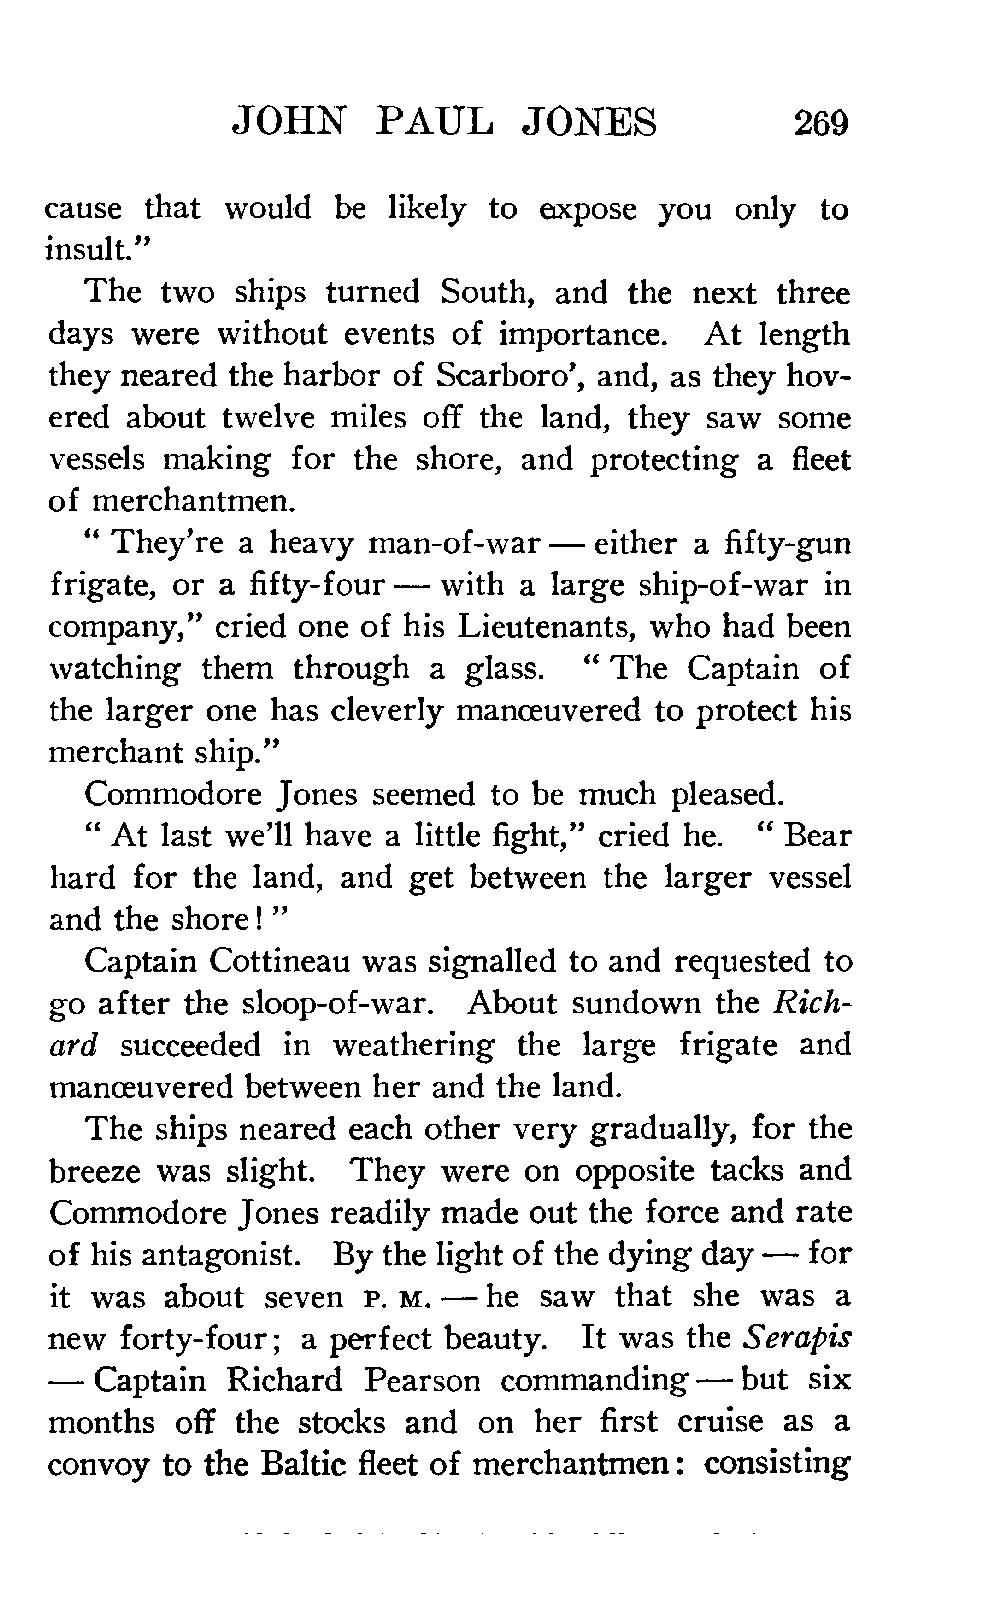 JOHN PAUL JONES 269
cause that would be likely to expose you only to
insult."
The two ships turned South, and the next three
days were without events of importance. At length
they neared the harbor of Scarboro', and, as they hov-
ered about twelve miles off the land, they saw some
vessels making for the shore, and protecting a fleet
of merchantmen.
" They're a heavy man-of-war — either a fifty-gun
frigate, or a fifty-four — with a large ship-of-war in
company," cried one of his Lieutenants, who had been
watching them through a glass. " The Captain of
the larger one has cleverly manœuvered to protect his
merchant ship."
Commodore Jones seemed to be much pleased.
" At last we'll have a little fight," cried he. " Bear
hard for the land, and get between the larger vessel
and the shore! "
Captain Cottineau was signalled to and requested to
go after the sloop-of-war. About sundown the Rich-
ard succeeded in weathering the large frigate and
manœuvered between her and the land.
The ships neared each other very gradually, for the
breeze was slight. They were on opposite tacks and
Commodore Jones readily made out the force and rate
of his antagonist. By the light of the dying day — for
it was about seven P. M. — he saw that she was a
new forty-four; a perfect beauty. It was the Serapis
— Captain Richard Pearson commanding — but six
months off the stocks and on her first cruise as a
convoy to the Baltic fleet of merchantmen: consisting